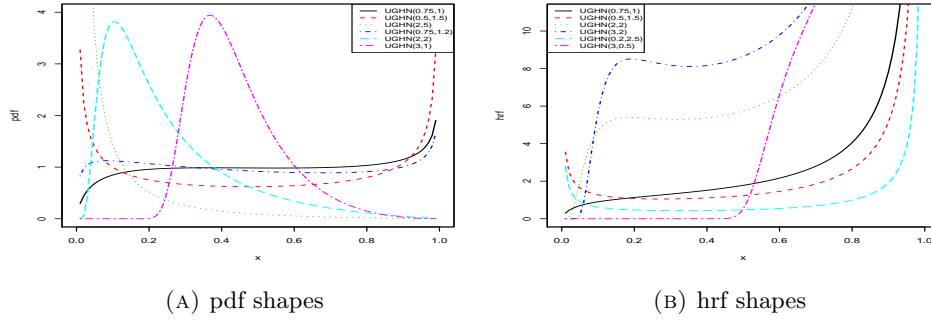 UGHN(0.75,1)
UGHN(0.5,1.5)
UGHN(2,5)
UGHN(0.75,1.2)
UGHN(2,2)
UGHN(3,1)
pdf
4
3
2
1
0
0.0 0.2 0.4 0.6 0.8 1.0
x
(A) pdf shapes
UGHN(0.75,1)
UGHN(0.5,1.5)
UGHN(2,2)
UGHN(3,2)
UGHN(0.2,2.5)
UGHN(3,0.5)
hrf
10
8
6
4
2
0
0.0 0.2 0.4 0.6 0.8 1.0
x
(B) hrf shapes